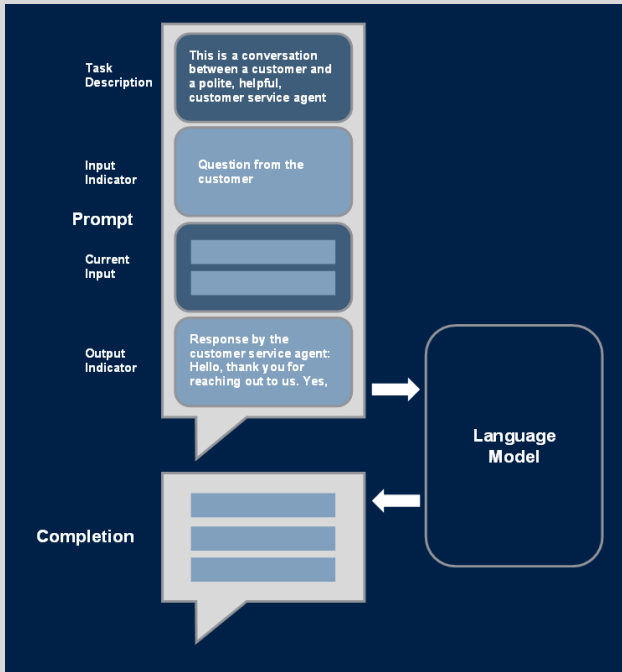 Task
Description
This is a conversation
between a customer and
a polite, helpful,
customer service agent
Input
Indicator
Question from the
customer
Prompt
Current
Input
Output
Indicator
Response by the
customer service agent:
Hello, thank you for
reaching out to us. Yes,
Language
Model
Completion